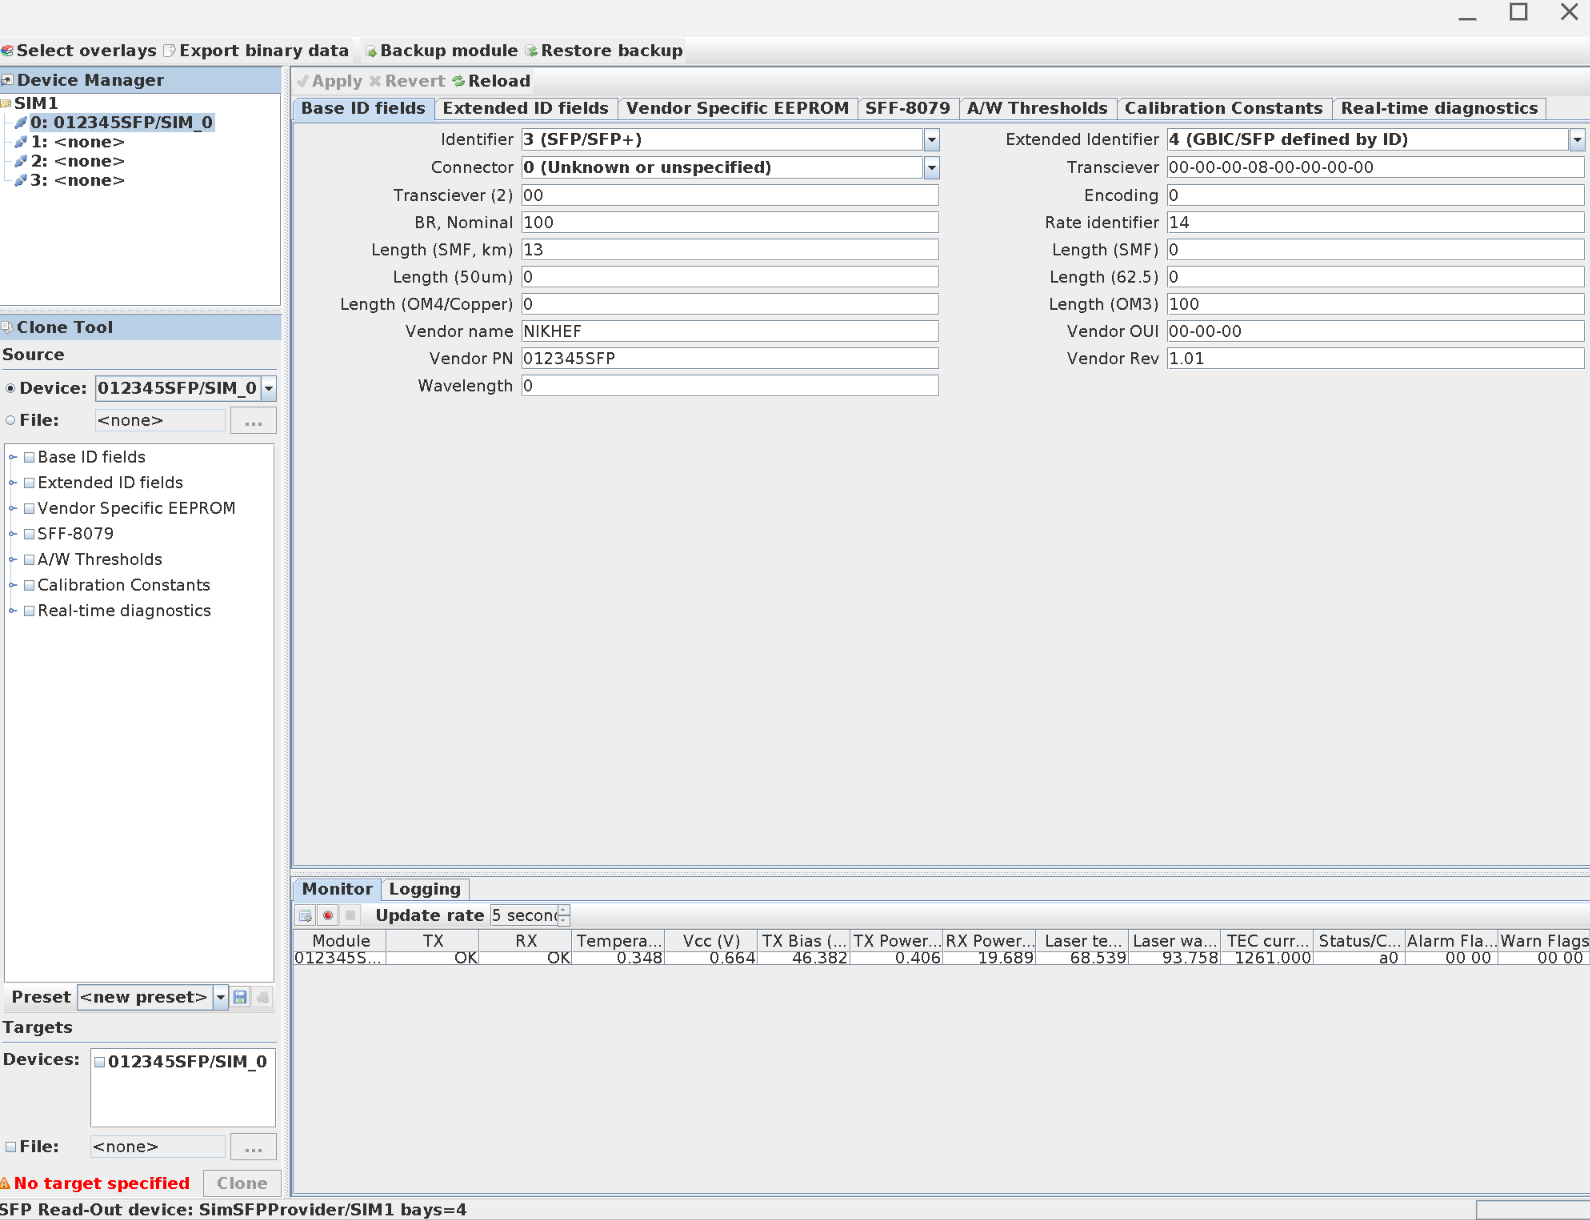 Select overlays Export binary data Backup module Restore backup
Device Manager
SIM1
0: 012345SFP/SIM_0
1: <none>
2: <none>
3: <none>
Clone Tool
Source
Device: 012345SFP/SIM_0
File: <none> ...
Base ID fields
Extended ID fields
Vendor Specific EEPROM
SFF-8079
A/W Thresholds
Calibration Constants
Real-time diagnostics
Preset <new preset>
Targets
Devices: 012345SFP/SIM_0
File: <none> ...
No target specified Clone
Apply Revert Reload
Base ID fields Extended ID fields Vendor Specific EEPROM SFF-8079 A/W Thresholds Calibration Constants Real-time diagnostics
Identifier 3 (SFP/SFP+) Extended Identifier 4 (GBIC/SFP defined by ID)
Connector 0 (Unknown or unspecified) Transciever 00-00-00-08-00-00-00-00
Transciever (2) 00 Encoding 0
BR, Nominal 100 Rate identifier 14
Length (SMF, km) 13 Length (SMF) 0
Length (50um) 0 Length (62.5) 0
Length (OM4/Copper) 0 Length (OM3) 100
Vendor name NIKHEF Vendor OUI 00-00-00
Vendor PN 012345SFP Vendor Rev 1.01
Wavelength 0
Monitor Logging
Update rate 5 second
Module TX RX Tempera... Vcc (V) TX Bias (... TX Power... RX Power... Laser te... Laser wa... TEC curr... Status/C... Alarm Fla... Warn Flags
012345S... OK OK 0.348 0.664 46.382 0.406 19.689 68.539 93.758 1261.000 a0 00 00 00 00
SFP Read-Out device: SimSFPProvider/SIM1 bays=4